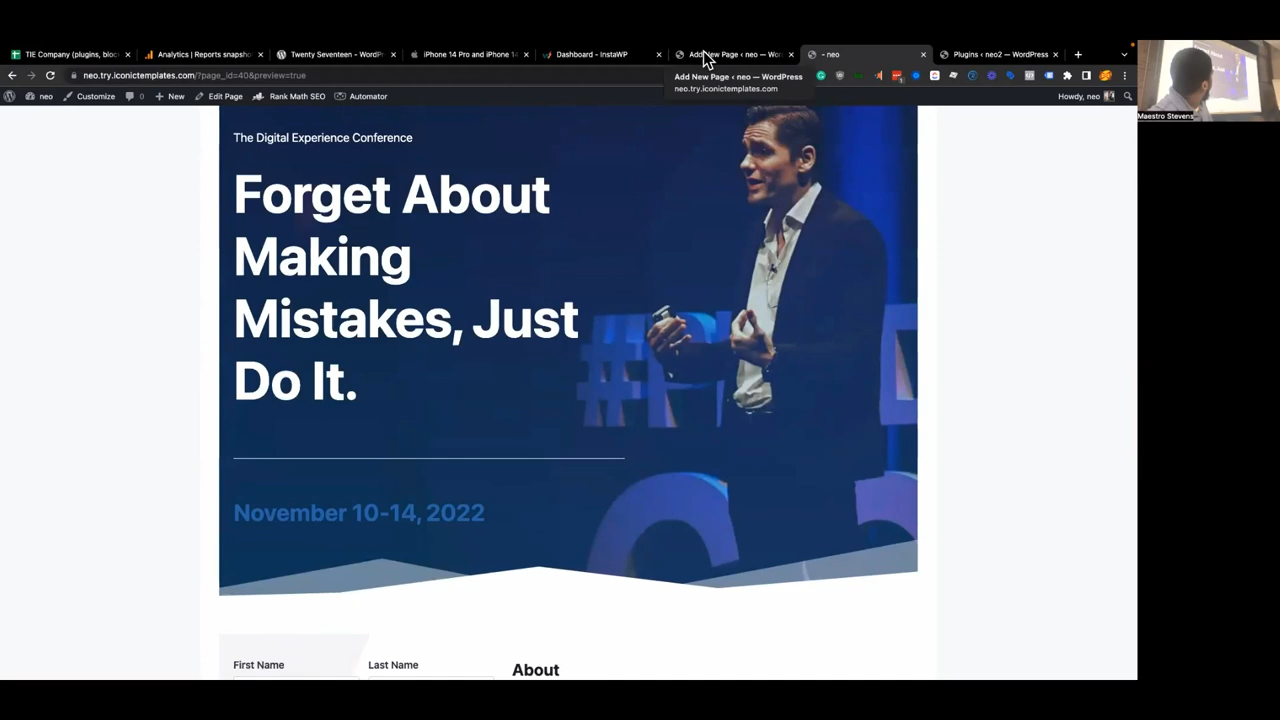 TIE Company (plugins, bloc
Analytics | Reports snapsho
Twenty Seventeen – WordPr
iPhone 14 Pro and iPhone 14
Dashboard - InstaWP
Add New Page ‹ neo — Wor
- neo
Plugins ‹ neo2 — WordPress
neo.try.iconictemplates.com/?page_id=40&preview=true
Add New Page ‹ neo — WordPress
neo.try.iconictemplates.com
neo
Customize
0
New
Edit Page
Rank Math SEO
Automator
Howdy, neo
Maestro Stevens
The Digital Experience Conference
Forget About
Making
Mistakes, Just
Do It.
November 10-14, 2022
First Name
Last Name
About